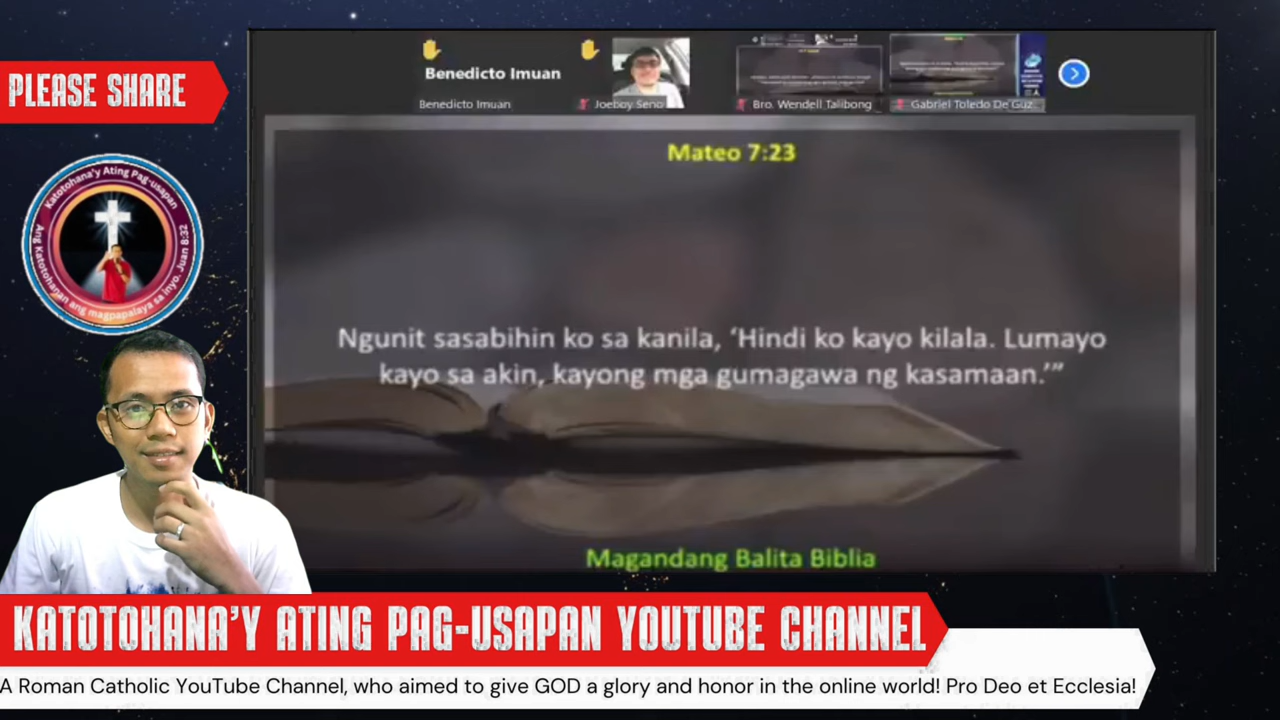 PLEASE SHARE
Katotohana'y Ating Pag-usapan
Ang Katotohanan ang magpapalaya sa inyo. Juan 8:32
Benedicto Imuan
Benedicto Imuan
Joeboy Seno
Bro. Wendell Talibong
Gabriel Toledo De Guz...
Mateo 7:23
Ngunit sasabihin ko sa kanila, ‘Hindi ko kayo kilala. Lumayo
kayo sa akin, kayong mga gumagawa ng kasamaan.’”
Magandang Balita Biblia
KATOTOHANA'Y ATING PAG-USAPAN YOUTUBE CHANNEL
A Roman Catholic YouTube Channel, who aimed to give GOD a glory and honor in the online world! Pro Deo et Ecclesia!